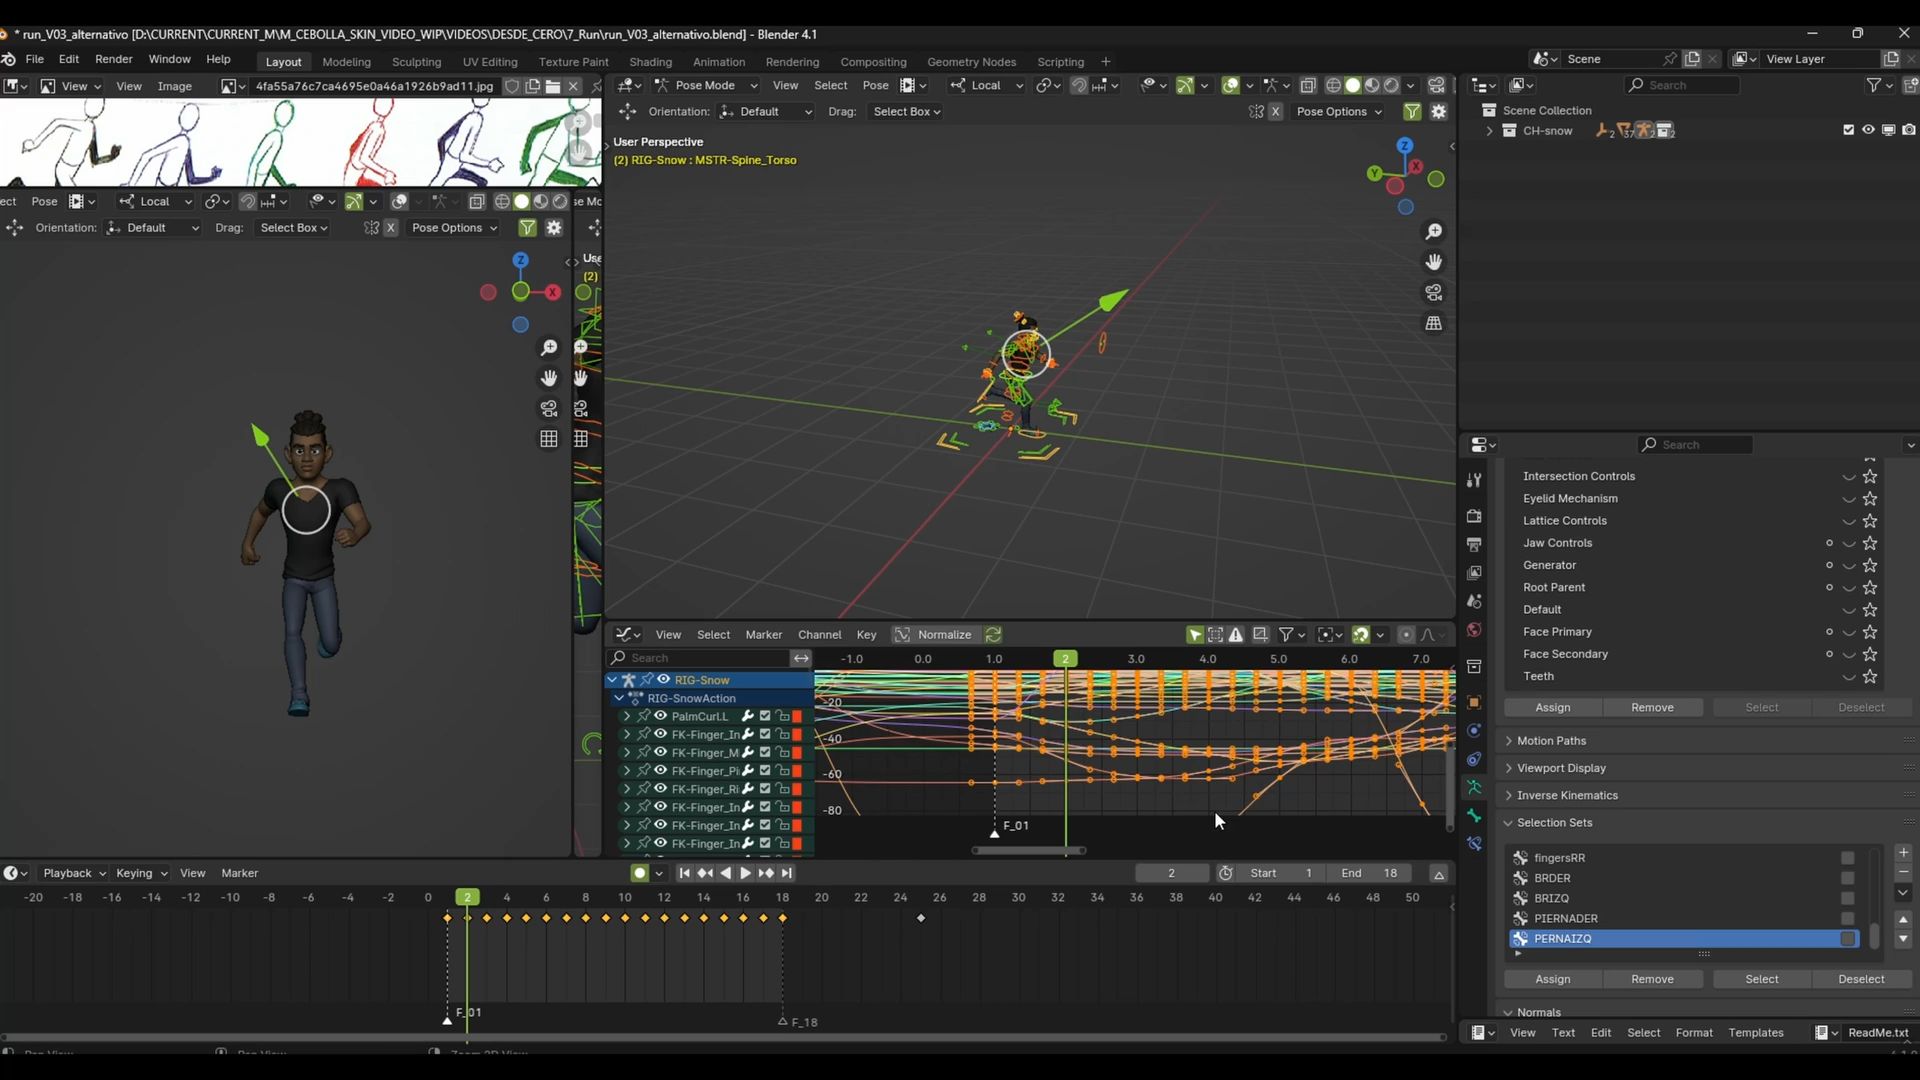 * run_V03_alternativo [D:\CURRENT\CURRENT_M\M_CEBOLLA_SKIN_VIDEO_WIP\VIDEOS\DESDE_CERO\7_Run\run_V03_alternativo.blend] - Blender 4.1
File Edit Render Window Help Layout Modeling Sculpting UV Editing Texture Paint Shading Animation Rendering Compositing Geometry Nodes Scripting + Scene View Layer
View View Image 4fa55a76c7ca4695e0a46a1926b9ad11.jpg Pose Mode View Select Pose Local Search
Orientation: Default Drag: Select Box X Pose Options
Scene Collection
CH-snow 2 37 2 2
User Perspective
(2) RIG-Snow : MSTR-Spine_Torso
Z
X
Y
ect Pose Local se Mo
Orientation: Default Drag: Select Box X Pose Options
Use
(2)
Z
X
Search
Intersection Controls
Eyelid Mechanism
Lattice Controls
Jaw Controls
Generator
Root Parent
Default
Face Primary
Face Secondary
Teeth
Assign Remove Select Deselect
Motion Paths
Viewport Display
Inverse Kinematics
Selection Sets
fingersRR
BRDER
BRIZQ
PIERNADER
PERNAIZQ
Assign Remove Select Deselect
Normals
View Text Edit Select Format Templates ReadMe.txt
View Select Marker Channel Key Normalize
Search -1.0 0.0 1.0 2 3.0 4.0 5.0 6.0 7.0
RIG-Snow
RIG-SnowAction
PalmCurl.L
FK-Finger_In
FK-Finger_M
FK-Finger_Pi
FK-Finger_Ri
FK-Finger_In
FK-Finger_In
FK-Finger_In
-20
-40
-60
-80
F_01
Playback Keying View Marker 2 Start 1 End 18
-20 -18 -16 -14 -12 -10 -8 -6 -4 -2 0 2 4 6 8 10 12 14 16 18 20 22 24 26 28 30 32 34 36 38 40 42 44 46 48 50
F_01
F_18